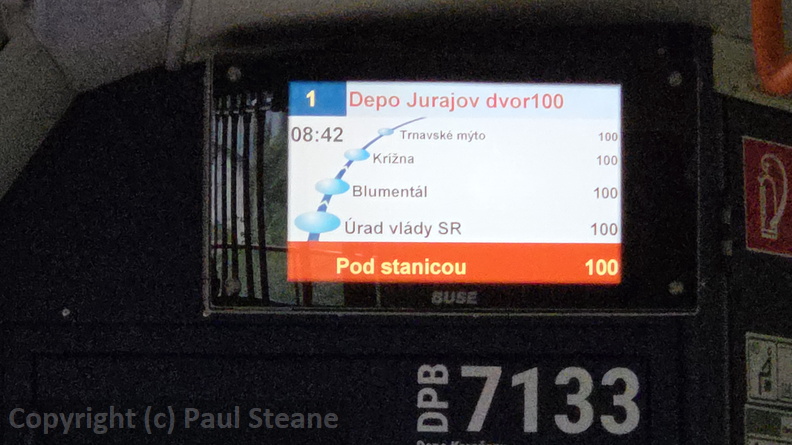 1 Depo Jurajov dvor100
08:42
Trnavské mýto 100
Krížna 100
Blumentál 100
Úrad vlády SR 100
Pod stanicou 100
BUSE
DPB 7133
Copyright (c) Paul Steane